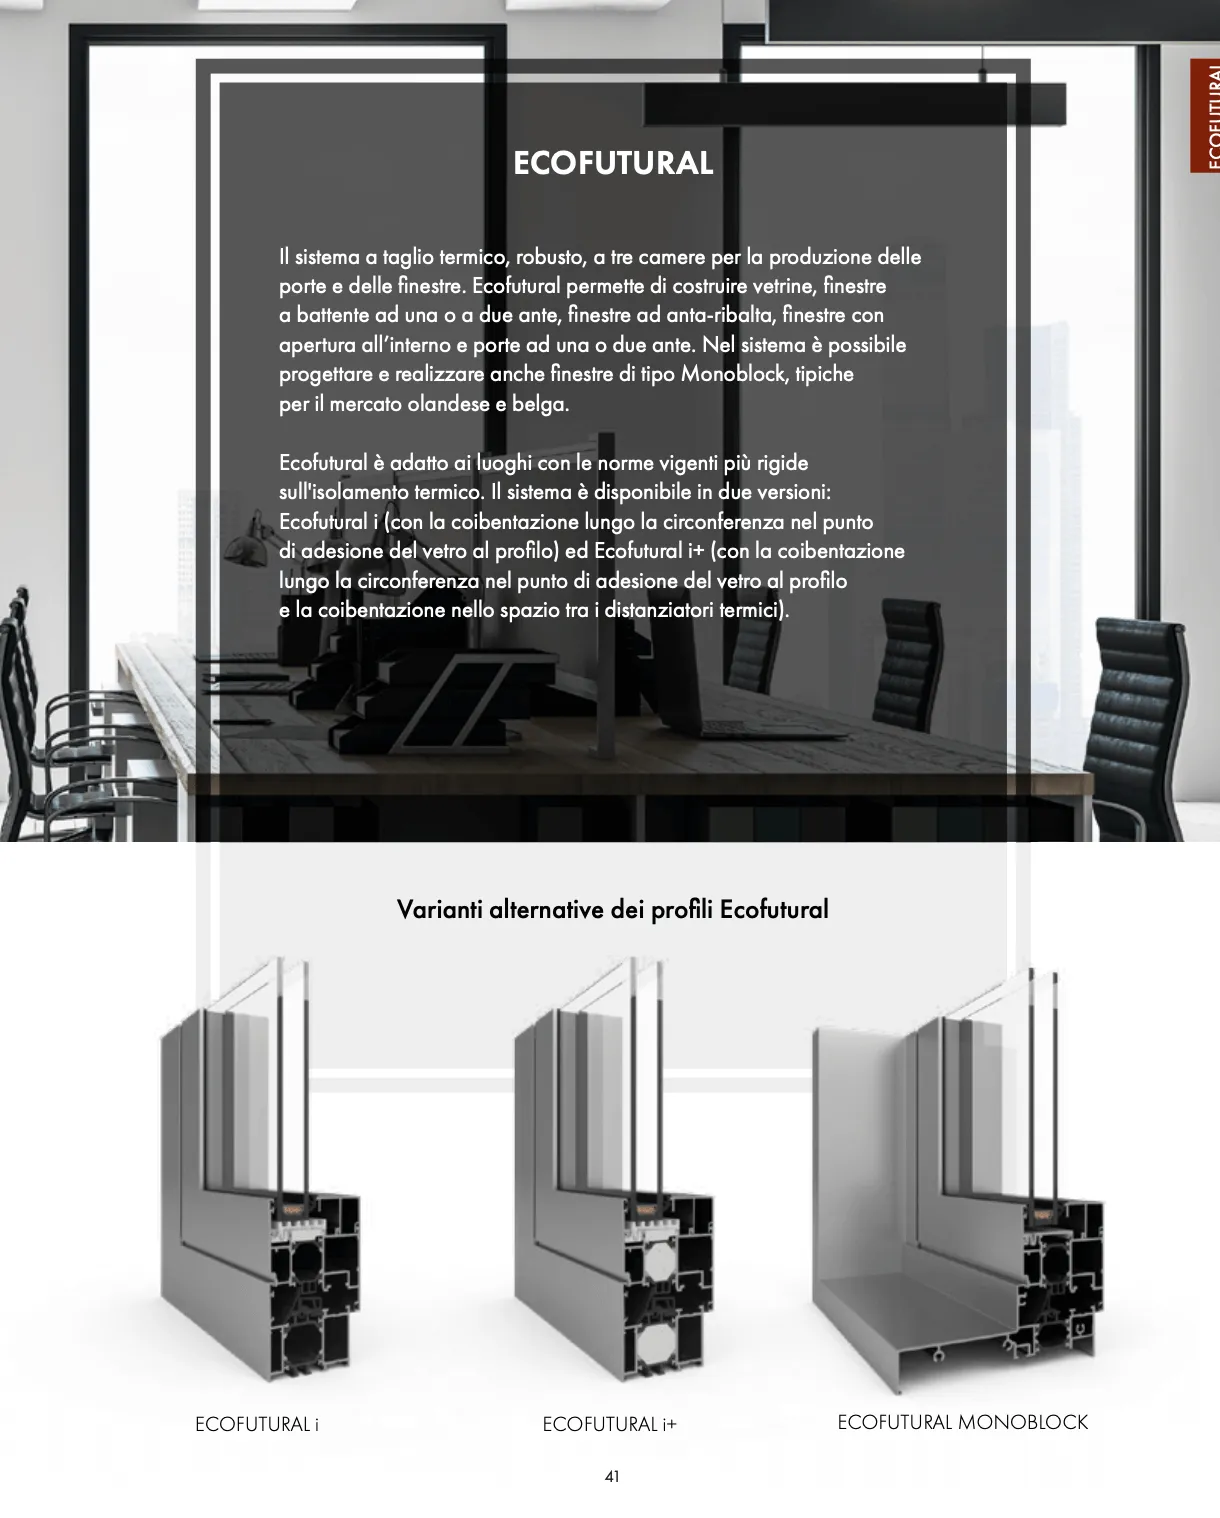 ECOFUTURAL
ECOFUTURAL
Il sistema a taglio termico, robusto, a tre camere per la produzione delle
porte e delle finestre. Ecofutural permette di costruire vetrine, finestre
a battente ad una o a due ante, finestre ad anta-ribalta, finestre con
apertura all’interno e porte ad una o due ante. Nel sistema è possibile
progettare e realizzare anche finestre di tipo Monoblock, tipiche
per il mercato olandese e belga.
Ecofutural è adatto ai luoghi con le norme vigenti più rigide
sull'isolamento termico. Il sistema è disponibile in due versioni:
Ecofutural i (con la coibentazione lungo la circonferenza nel punto
di adesione del vetro al profilo) ed Ecofutural i+ (con la coibentazione
lungo la circonferenza nel punto di adesione del vetro al profilo
e la coibentazione nello spazio tra i distanziatori termici).
Varianti alternative dei profili Ecofutural
ECOFUTURAL i
ECOFUTURAL i+
ECOFUTURAL MONOBLOCK
41